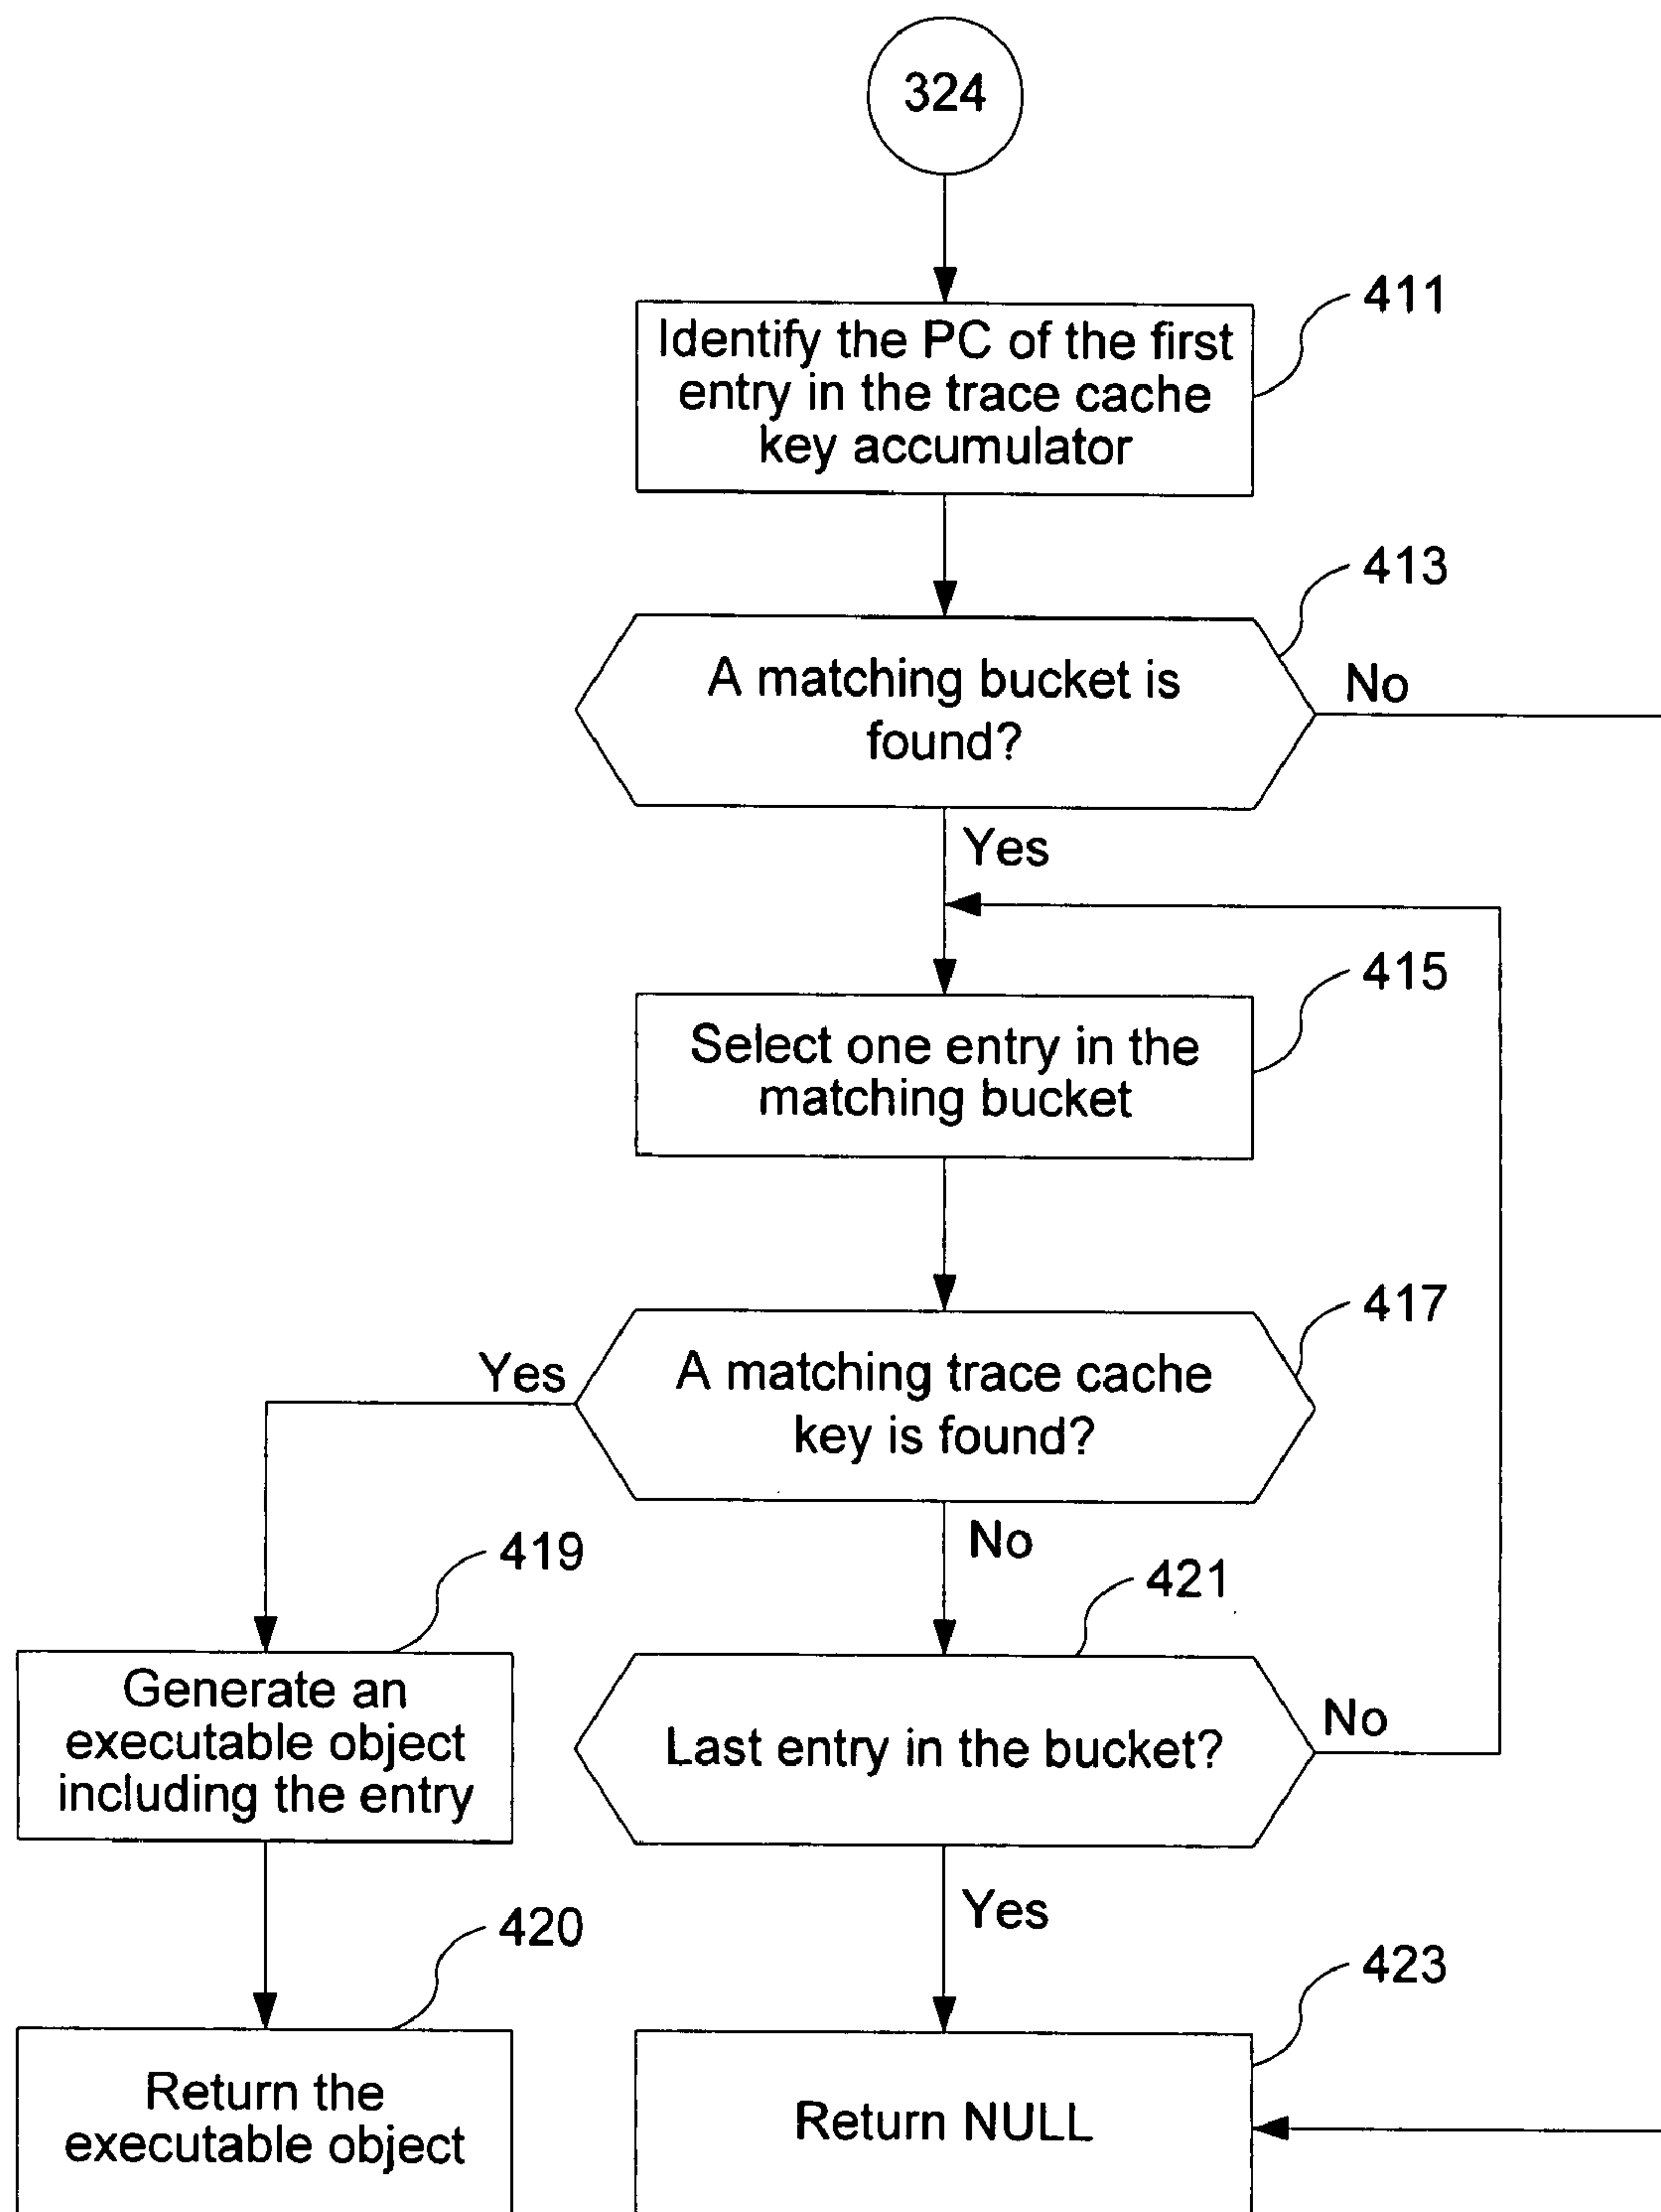 324
Identify the PC of the first
entry in the trace cache
key accumulator
411
A matching bucket is
found?
413
No
Yes
Select one entry in the
matching bucket
415
A matching trace cache
key is found?
417
Yes
No
Generate an
executable object
including the entry
419
Last entry in the bucket?
421
No
Yes
Return the
executable object
420
Return NULL
423